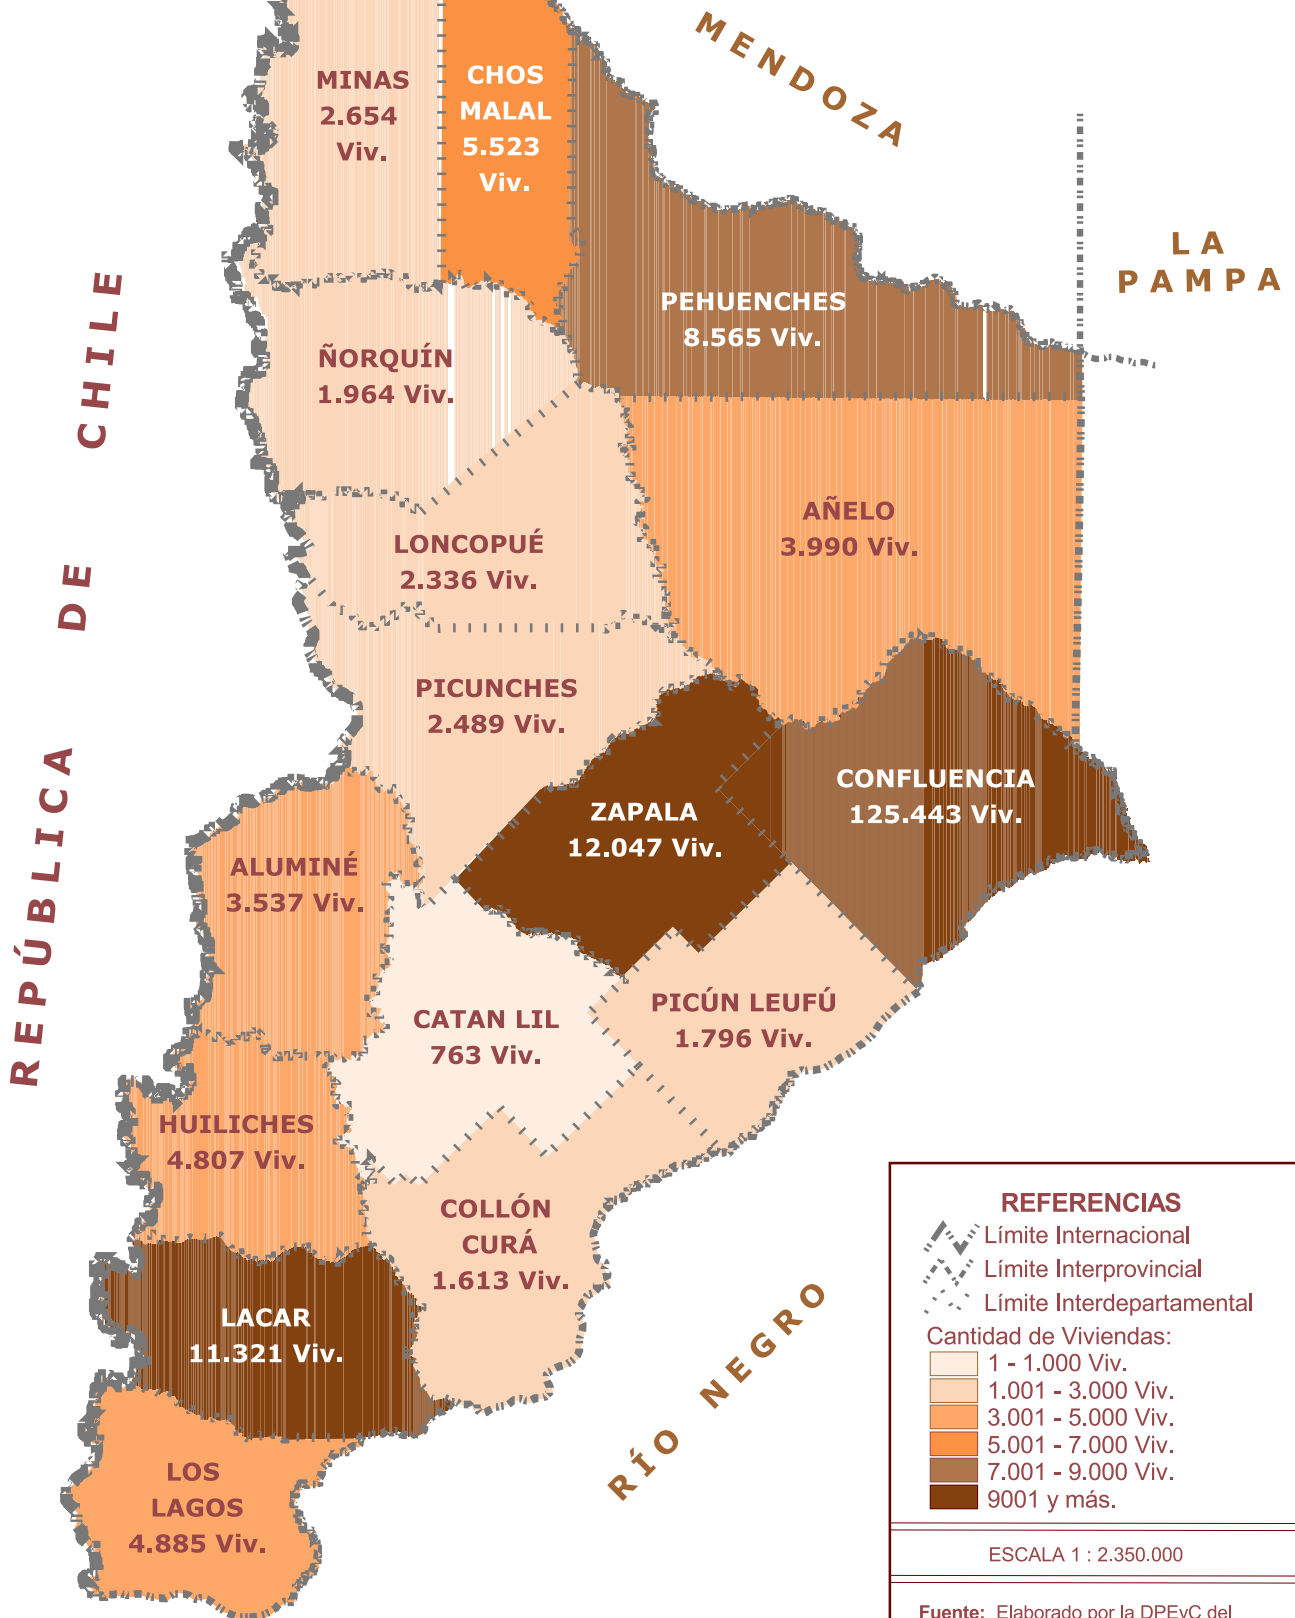 MENDOZA
MINAS
2.654
Viv.
CHOS
MALAL
5.523
Viv.
LA
PAMPA
PEHUENCHES
8.565 Viv.
ÑORQUÍN
1.964 Viv.
REPÚBLICA DE CHILE
AÑELO
3.990 Viv.
LONCOPUÉ
2.336 Viv.
PICUNCHES
2.489 Viv.
CONFLUENCIA
125.443 Viv.
ZAPALA
12.047 Viv.
ALUMINÉ
3.537 Viv.
PICÚN LEUFÚ
1.796 Viv.
CATAN LIL
763 Viv.
HUILICHES
4.807 Viv.
COLLÓN
CURÁ
1.613 Viv.
LACAR
11.321 Viv.
RÍO NEGRO
LOS
LAGOS
4.885 Viv.
REFERENCIAS
Límite Internacional
Límite Interprovincial
Límite Interdepartamental
Cantidad de Viviendas:
1 - 1.000 Viv.
1.001 - 3.000 Viv.
3.001 - 5.000 Viv.
5.001 - 7.000 Viv.
7.001 - 9.000 Viv.
9001 y más.
ESCALA 1 : 2.350.000
Fuente: Elaborado por la DPEyC del